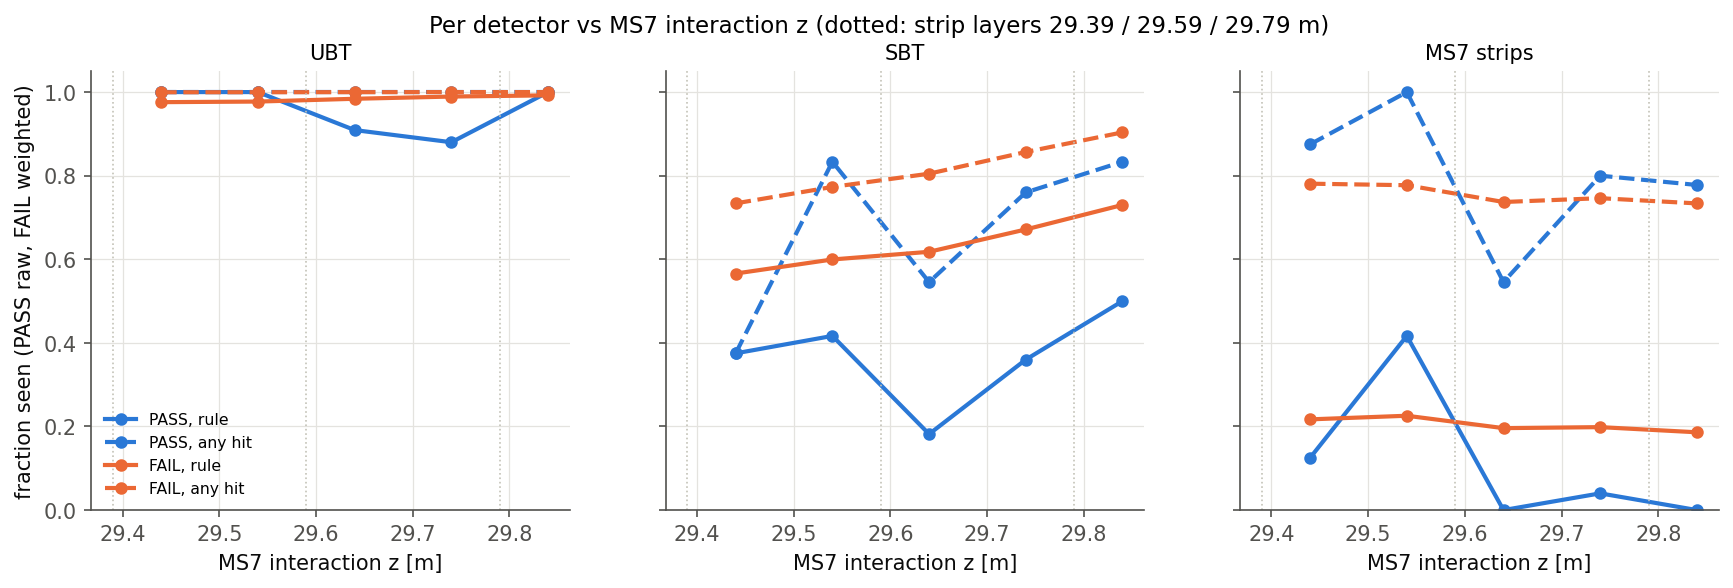 Per detector vs MS7 interaction z (dotted: strip layers 29.39 / 29.59 / 29.79 m)
UBT
SBT
MS7 strips
fraction seen (PASS raw, FAIL weighted)
1.0
0.8
0.6
0.4
0.2
0.0
PASS, rule
PASS, any hit
FAIL, rule
FAIL, any hit
29.4 29.5 29.6 29.7 29.8
29.4 29.5 29.6 29.7 29.8
29.4 29.5 29.6 29.7 29.8
MS7 interaction z [m]
MS7 interaction z [m]
MS7 interaction z [m]